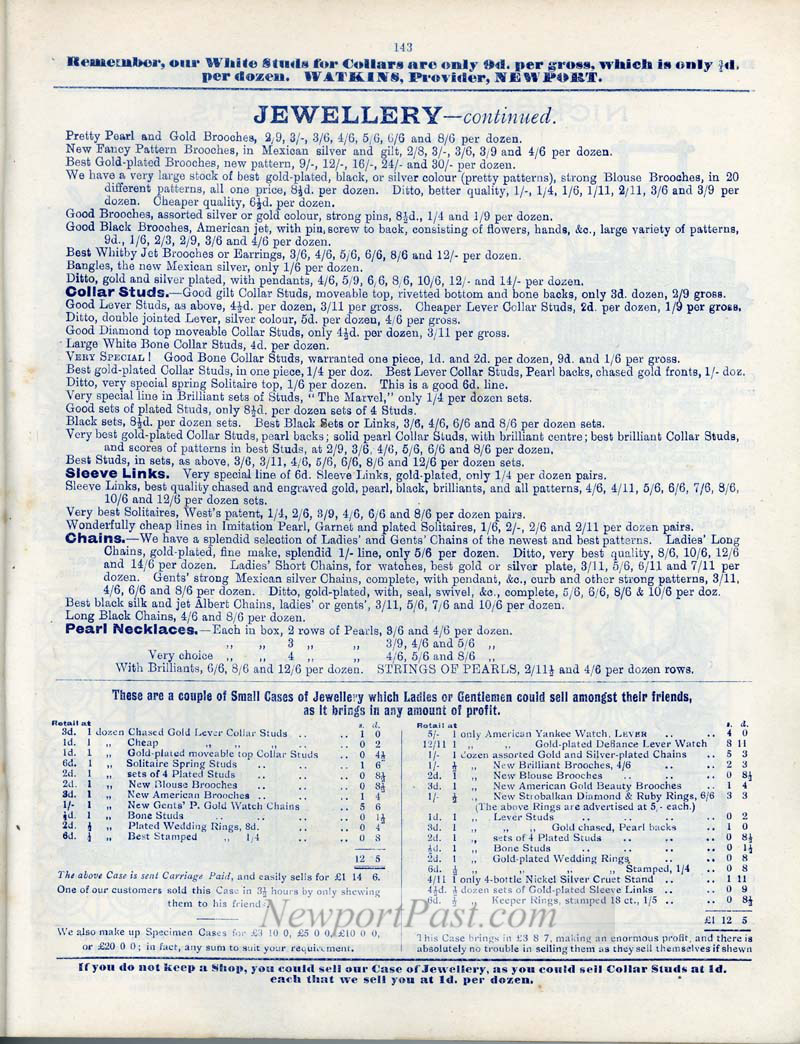 143
Remember, our White Studs for Collars are only 9d. per gross, which is only ¾d.
per dozen. WATKINS, Provider, NEWPORT.
JEWELLERY—continued.
Pretty Pearl and Gold Brooches, 2/9, 3/-, 3/6, 4/6, 5/6, 6/6 and 8/6 per dozen.
New Fancy Pattern Brooches, in Mexican silver and gilt, 2/8, 3/-, 3/6, 3/9 and 4/6 per dozen.
Best Gold-plated Brooches, new pattern, 9/-, 12/-, 16/-, 24/- and 30/- per dozen.
We have a very large stock of best gold-plated, black, or silver colour (pretty patterns), strong Blouse Brooches, in 20
different patterns, all one price, 8½d. per dozen. Ditto, better quality, 1/-, 1/4, 1/6, 1/11, 2/11, 3/6 and 3/9 per
dozen. Cheaper quality, 6½d. per dozen.
Good Brooches, assorted silver or gold colour, strong pins, 8½d., 1/4 and 1/9 per dozen.
Good Black Brooches, American jet, with pin, screw to back, consisting of flowers, hands, &c., large variety of patterns,
9d., 1/6, 2/3, 2/9, 3/6 and 4/6 per dozen.
Best Whitby Jet Brooches or Earrings, 3/6, 4/6, 5/6, 6/6, 8/6 and 12/- per dozen.
Bangles, the new Mexican silver, only 1/6 per dozen.
Ditto, gold and silver plated, with pendants, 4/6, 5/9, 6/6, 8/6, 10/6, 12/- and 14/- per dozen.
Collar Studs.—Good gilt Collar Studs, moveable top, rivetted bottom and bone backs, only 3d. dozen, 2/9 gross.
Good Lever Studs, as above, 4½d. per dozen, 3/11 per gross. Cheaper Lever Collar Studs, 2d. per dozen, 1/9 per gross.
Ditto, double jointed Lever, silver colour, 5d. per dozen, 4/6 per gross.
Good Diamond top moveable Collar Studs, only 4½d. per dozen, 3/11 per gross.
Large White Bone Collar Studs, 4d. per dozen.
VERY SPECIAL! Good Bone Collar Studs, warranted one piece, 1d. and 2d. per dozen, 9d. and 1/6 per gross.
Best gold-plated Collar Studs, in one piece, 1/4 per doz. Best Lever Collar Studs, Pearl backs, chased gold fronts, 1/- doz.
Ditto, very special spring Solitaire top, 1/6 per dozen. This is a good 6d. line.
Very special line in Brilliant sets of Studs, "The Marvel," only 1/4 per dozen sets.
Good sets of plated Studs, only 8½d. per dozen sets of 4 Studs.
Black sets, 8½d. per dozen sets. Best Black Sets or Links, 3/6, 4/6, 6/6 and 8/6 per dozen sets.
Very best gold-plated Collar Studs, pearl backs; solid pearl Collar Studs, with brilliant centre; best brilliant Collar Studs,
and scores of patterns in best Studs, at 2/9, 3/6, 4/6, 5/6, 6/6 and 8/6 per dozen.
Best Studs, in sets, as above, 3/6, 3/11, 4/6, 5/6, 6/6, 8/6 and 12/6 per dozen sets.
Sleeve Links. Very special line of 6d. Sleeve Links, gold-plated, only 1/4 per dozen pairs.
Sleeve Links, best quality chased and engraved gold, pearl, black, brilliants, and all patterns, 4/6, 4/11, 5/6, 6/6, 7/6, 8/6,
10/6 and 12/6 per dozen sets.
Very best Solitaires, West's patent, 1/4, 2/6, 3/9, 4/6, 6/6 and 8/6 per dozen pairs.
Wonderfully cheap lines in Imitation Pearl, Garnet and plated Solitaires, 1/6, 2/-, 2/6 and 2/11 per dozen pairs.
Chains.—We have a splendid selection of Ladies' and Gents' Chains of the newest and best patterns. Ladies' Long
Chains, gold-plated, fine make, splendid 1/- line, only 5/6 per dozen. Ditto, very best quality, 8/6, 10/6, 12/6
and 14/6 per dozen. Ladies' Short Chains, for watches, best gold or silver plate, 3/11, 5/6, 6/11 and 7/11 per
dozen. Gents' strong Mexican silver Chains, complete, with pendant, &c., curb and other strong patterns, 3/11,
4/6, 6/6 and 8/6 per dozen. Ditto, gold-plated, with, seal, swivel, &c., complete, 5/6, 6/6, 8/6 & 10/6 per doz.
Best black silk and jet Albert Chains, ladies' or gents', 3/11, 5/6, 7/6 and 10/6 per dozen.
Long Black Chains, 4/6 and 8/6 per dozen.
Pearl Necklaces.—Each in box, 2 rows of Pearls, 3/6 and 4/6 per dozen.
,, ,, 3 ,, ,, 3/9, 4/6 and 5/6 ,,
Very choice ,, ,, 4 ,, ,, 4/6, 5/6 and 8/6 ,,
With Brilliants, 6/6, 8/6 and 12/6 per dozen. STRINGS OF PEARLS, 2/11½ and 4/6 per dozen rows.
These are a couple of Small Cases of Jewellery which Ladies or Gentlemen could sell amongst their friends,
as it brings in any amount of profit.
Retail at s. d.
3d. 1 dozen Chased Gold Lever Collar Studs .. .. 1 0
1d. 1 ,, Cheap ,, ,, ,, .. .. 0 2
1d. 1 ,, Gold-plated moveable top Collar Studs .. 0 4½
6d. 1 ,, Solitaire Spring Studs .. .. .. 1 6
2d. 1 ,, sets of 4 Plated Studs .. .. .. 0 8½
2d. 1 ,, New Blouse Brooches .. .. .. 0 8½
3d. 1 ,, New American Brooches .. .. .. 1 4
1/- 1 ,, New Gents' P. Gold Watch Chains .. .. 5 6
½d. 1 ,, Bone Studs .. .. .. .. 0 1½
2d. ½ ,, Plated Wedding Rings, 8d. .. .. 0 4
6d. ½ ,, Best Stamped ,, 1/4 .. .. 0 8
12 5
The above Case is sent Carriage Paid, and easily sells for £1 14 6.
One of our customers sold this Case in 3½ hours by only shewing
them to his friends.
We also make up Specimen Cases for £3 10 0, £5 0 0, £10 0 0,
or £20 0 0; in fact, any sum to suit your requirement.
Retail at s. d.
5/- 1 only American Yankee Watch, LEVER .. .. 4 0
12/11 1 ,, ,, Gold-plated Defiance Lever Watch 8 11
1/- 1 dozen assorted Gold and Silver-plated Chains .. 5 3
1/- ½ ,, New Brilliant Brooches, 4/6 .. .. 2 3
2d. 1 ,, New Blouse Brooches .. .. 0 8½
3d. 1 ,, New American Gold Beauty Brooches .. 1 4
1/- ½ ,, New Stroballan Diamond & Ruby Rings, 6/6 3 3
(The above Rings are advertised at 5/- each.)
1d. 1 ,, Lever Studs .. .. .. 0 2
3d. 1 ,, ,, ,, Gold chased, Pearl backs .. 1 0
2d. 1 ,, sets of 4 Plated Studs .. .. 0 8½
½d. 1 ,, Bone Studs .. .. .. 0 1½
2d. 1 ,, Gold-plated Wedding Rings .. .. 0 8
6d. ½ ,, ,, ,, ,, Stamped, 1/4 .. 0 8
4/11 1 only 4-bottle Nickel Silver Cruet Stand .. .. 1 11
4½d. ½ dozen sets of Gold-plated Sleeve Links .. .. 0 9
6d. ½ ,, Keeper Rings, stamped 18 ct., 1/5 .. .. 0 8½
£1 12 5
This Case brings in £3 8 7, making an enormous profit, and there is
absolutely no trouble in selling them as they sell themselves if shewn
NewportPast.com
If you do not keep a Shop, you could sell our Case of Jewellery, as you could sell Collar Studs at 1d.
each that we sell you at 1d. per dozen.